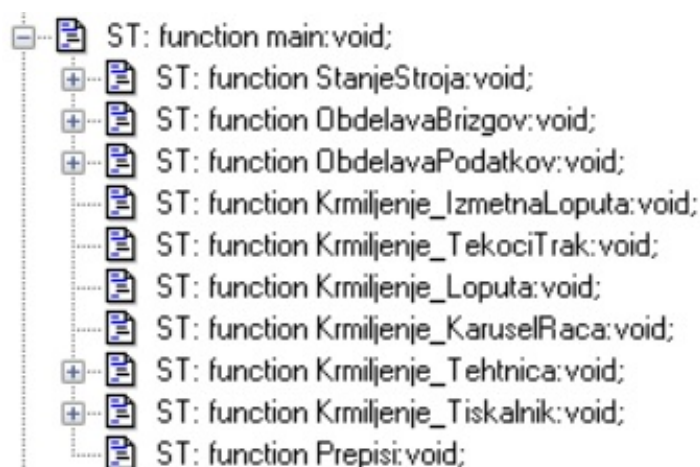 ST: function main:void;
ST: function StanjeStroja:void;
ST: function ObdelavaBrizgov:void;
ST: function ObdelavaPodatkov:void;
ST: function Krmiljenje_IzmetnaLoputa:void;
ST: function Krmiljenje_TekociTrak:void;
ST: function Krmiljenje_Loputa:void;
ST: function Krmiljenje_KaruselRaca:void;
ST: function Krmiljenje_Tehtnica:void;
ST: function Krmiljenje_Tiskalnik:void;
ST: function Prepisi:void;